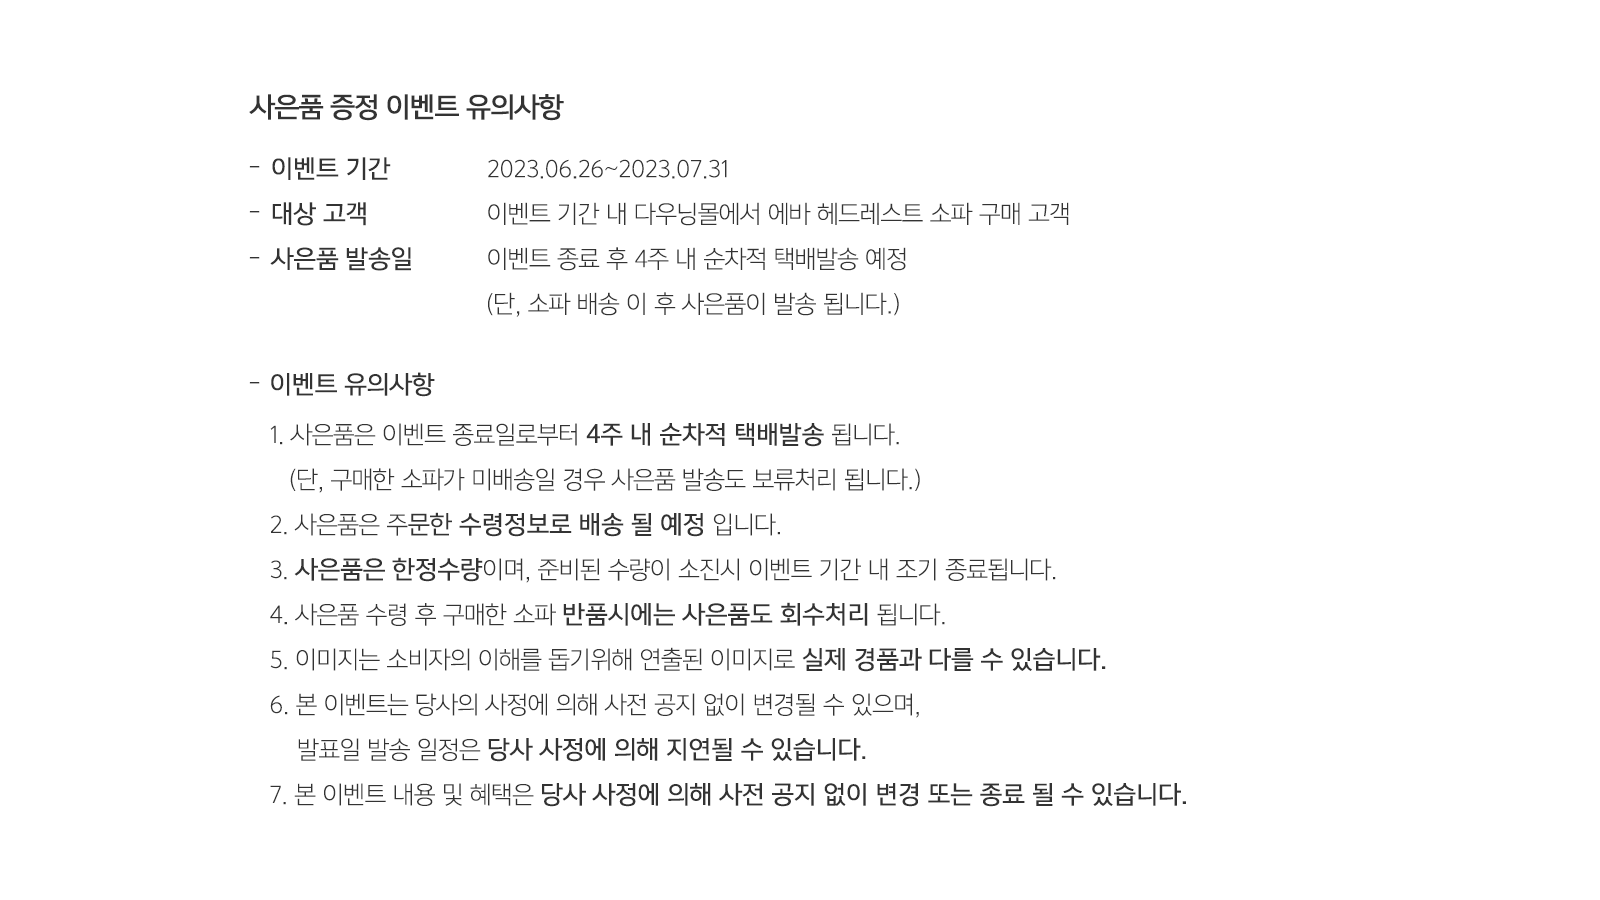 사은품 증정 이벤트 유의사항
- 이벤트 기간 2023.06.26~2023.07.31
- 대상 고객 이벤트 기간 내 다우닝몰에서 에바 헤드레스트 소파 구매 고객
- 사은품 발송일 이벤트 종료 후 4주 내 순차적 택배발송 예정
(단, 소파 배송 이 후 사은품이 발송 됩니다.)
- 이벤트 유의사항
1. 사은품은 이벤트 종료일로부터 4주 내 순차적 택배발송 됩니다.
(단, 구매한 소파가 미배송일 경우 사은품 발송도 보류처리 됩니다.)
2. 사은품은 주문한 수령정보로 배송 될 예정 입니다.
3. 사은품은 한정수량이며, 준비된 수량이 소진시 이벤트 기간 내 조기 종료됩니다.
4. 사은품 수령 후 구매한 소파 반품시에는 사은품도 회수처리 됩니다.
5. 이미지는 소비자의 이해를 돕기위해 연출된 이미지로 실제 경품과 다를 수 있습니다.
6. 본 이벤트는 당사의 사정에 의해 사전 공지 없이 변경될 수 있으며,
발표일 발송 일정은 당사 사정에 의해 지연될 수 있습니다.
7. 본 이벤트 내용 및 혜택은 당사 사정에 의해 사전 공지 없이 변경 또는 종료 될 수 있습니다.